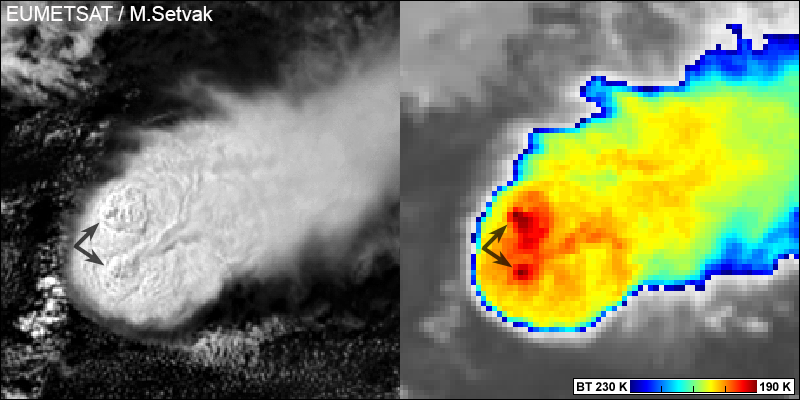 EUMETSAT / M.Setvak
BT 230 K 190 K